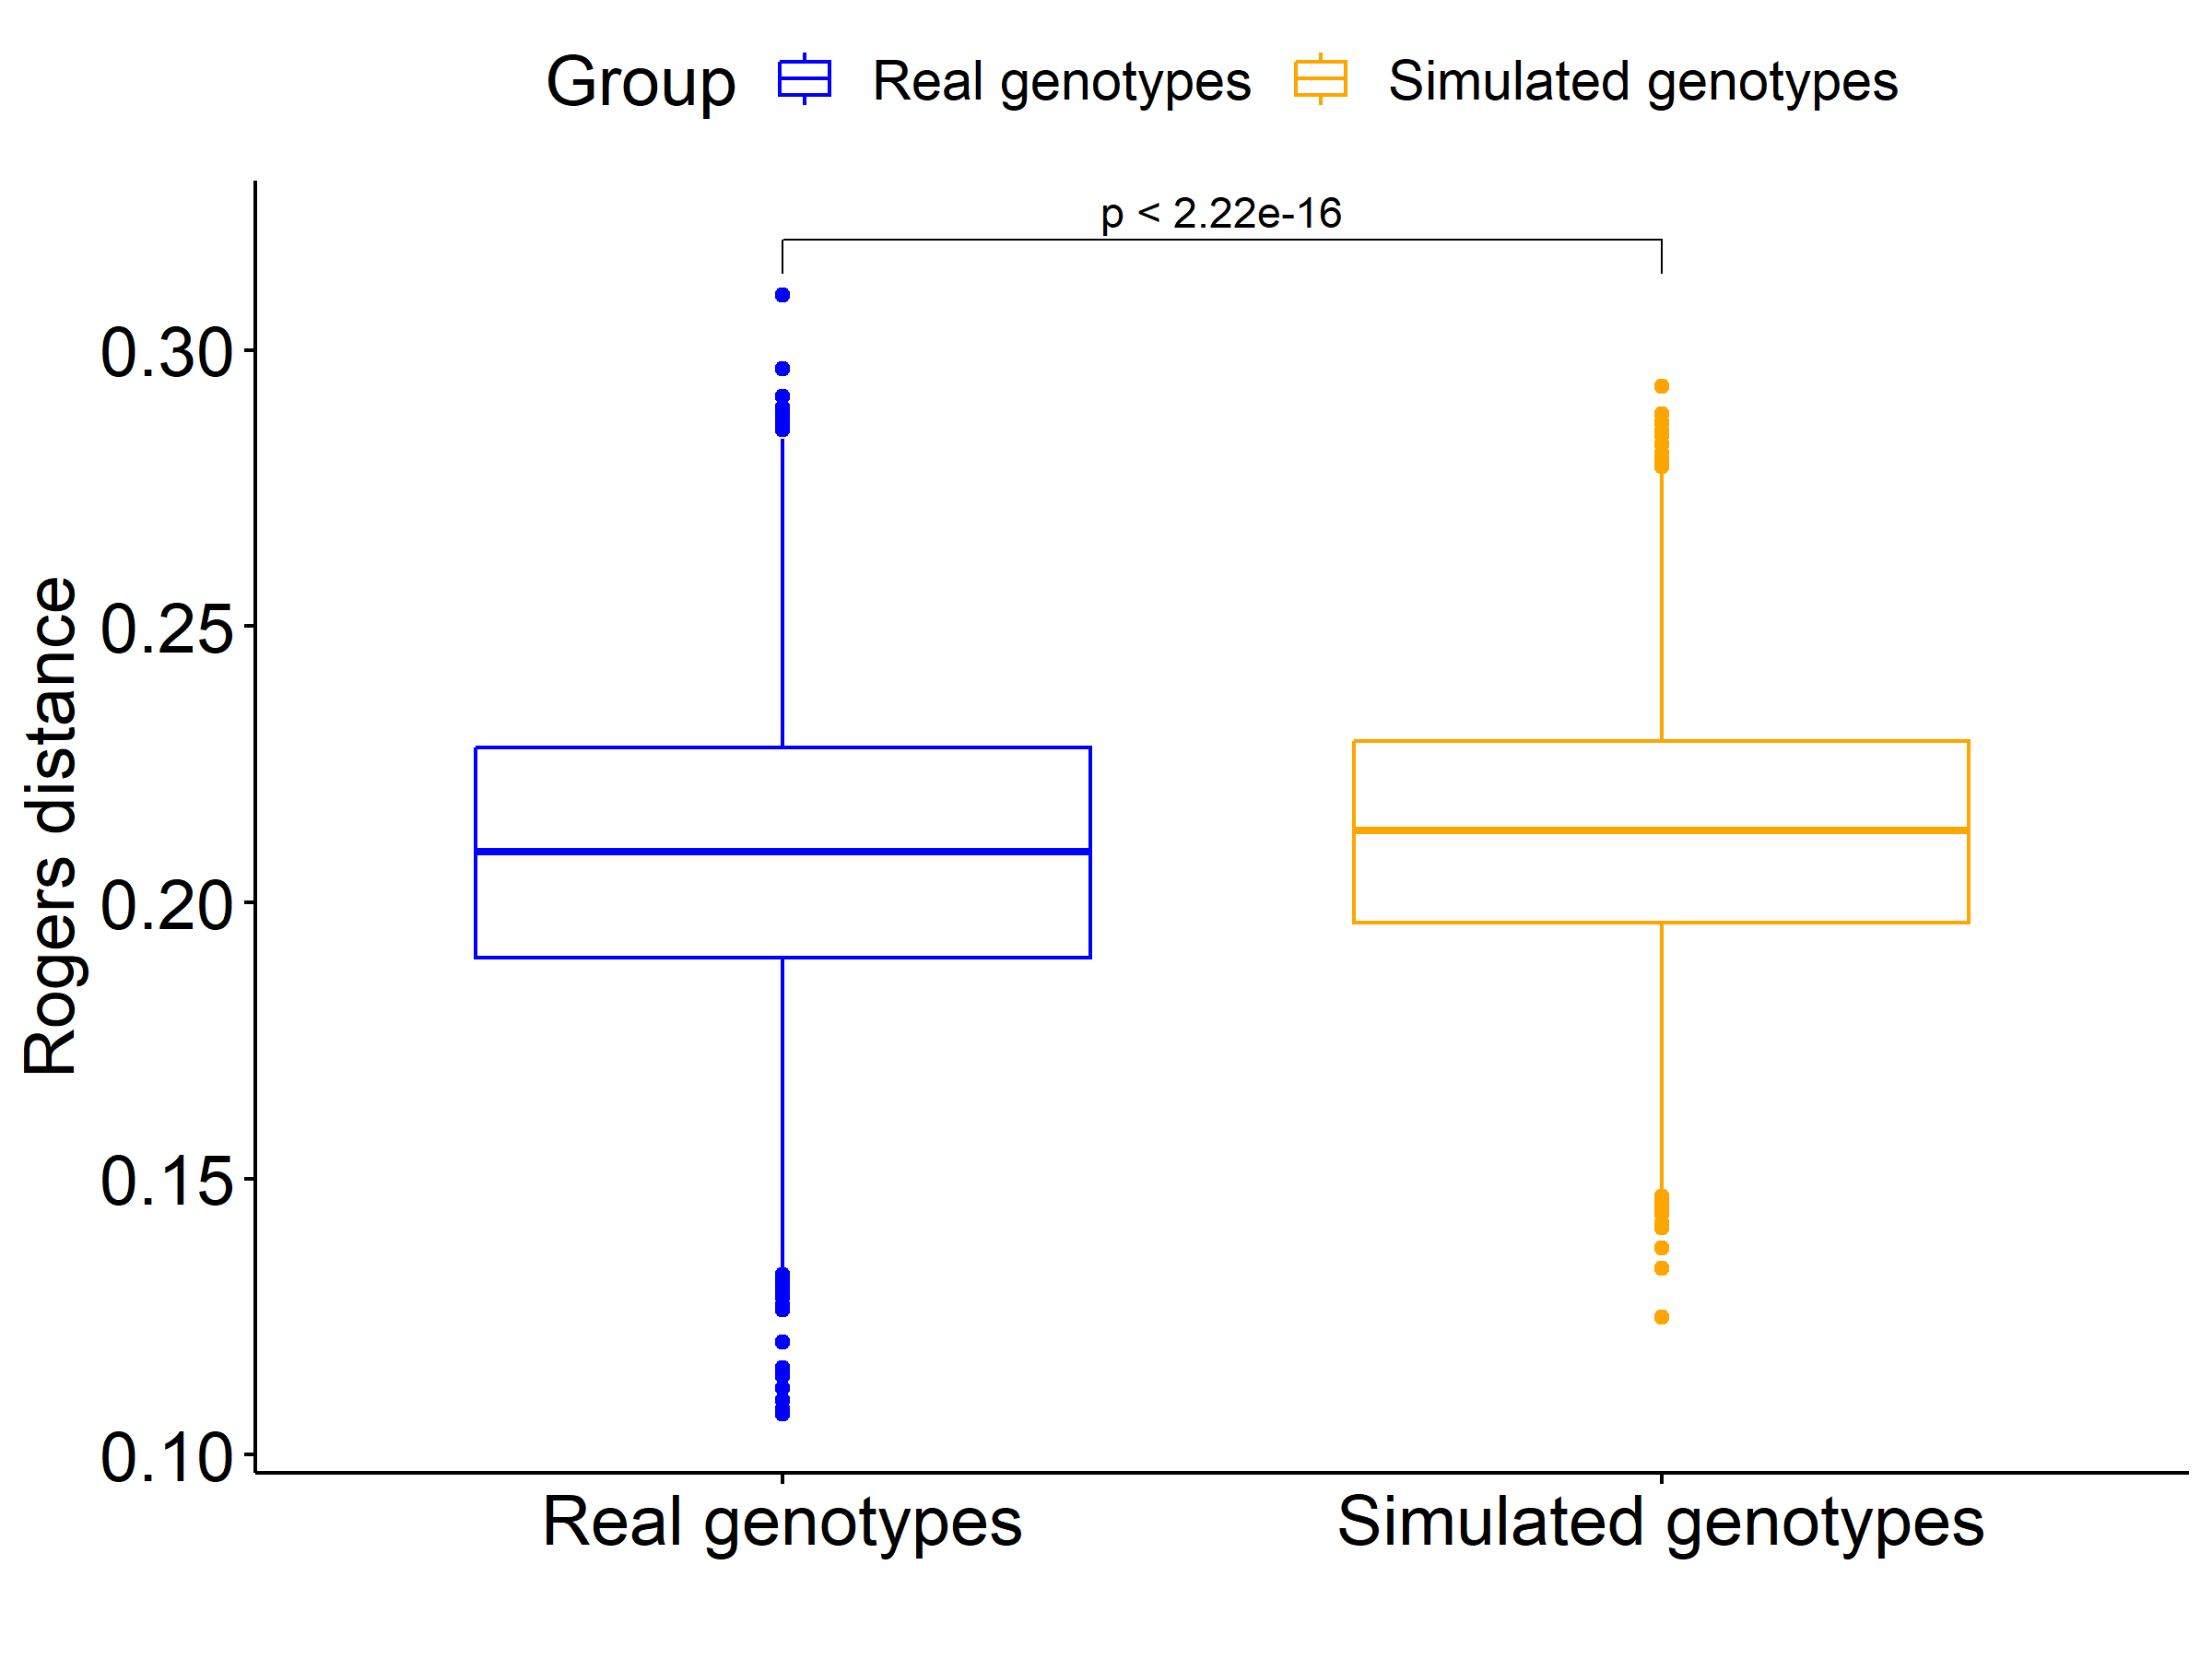 Group Real genotypes Simulated genotypes
p < 2.22e-16
0.30
0.25
0.20
0.15
0.10
Rogers distance
Real genotypes Simulated genotypes